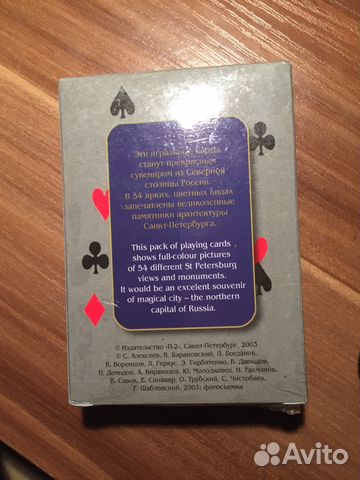 Эти игральные карты
станут прекрасным
сувениром из Северной
столицы России.
В 54 ярких, цветных видах
запечатлены великолепные
памятники архитектуры
Санкт-Петербурга.
This pack of playing cards
shows full-colour pictures
of 54 different St Petersburg
views and monuments.
It would be an excelent souvenir
of magical city – the northern
capital of Russia.
© Издательство «П-2», Санкт-Петербург, 2003
© С. Алексеев, В. Барановский, Л. Богданов,
В. Воронцов, Л. Геркус, Э. Горбатенко, В. Давыдов,
П. Демидов, А. Киракозов, Ю. Молодковец, Н. Рахманов,
В. Савик, Е. Синявер, О. Трубский, С. Чистобаев,
Г. Шабловский, 2003; фотосъемка
Avito